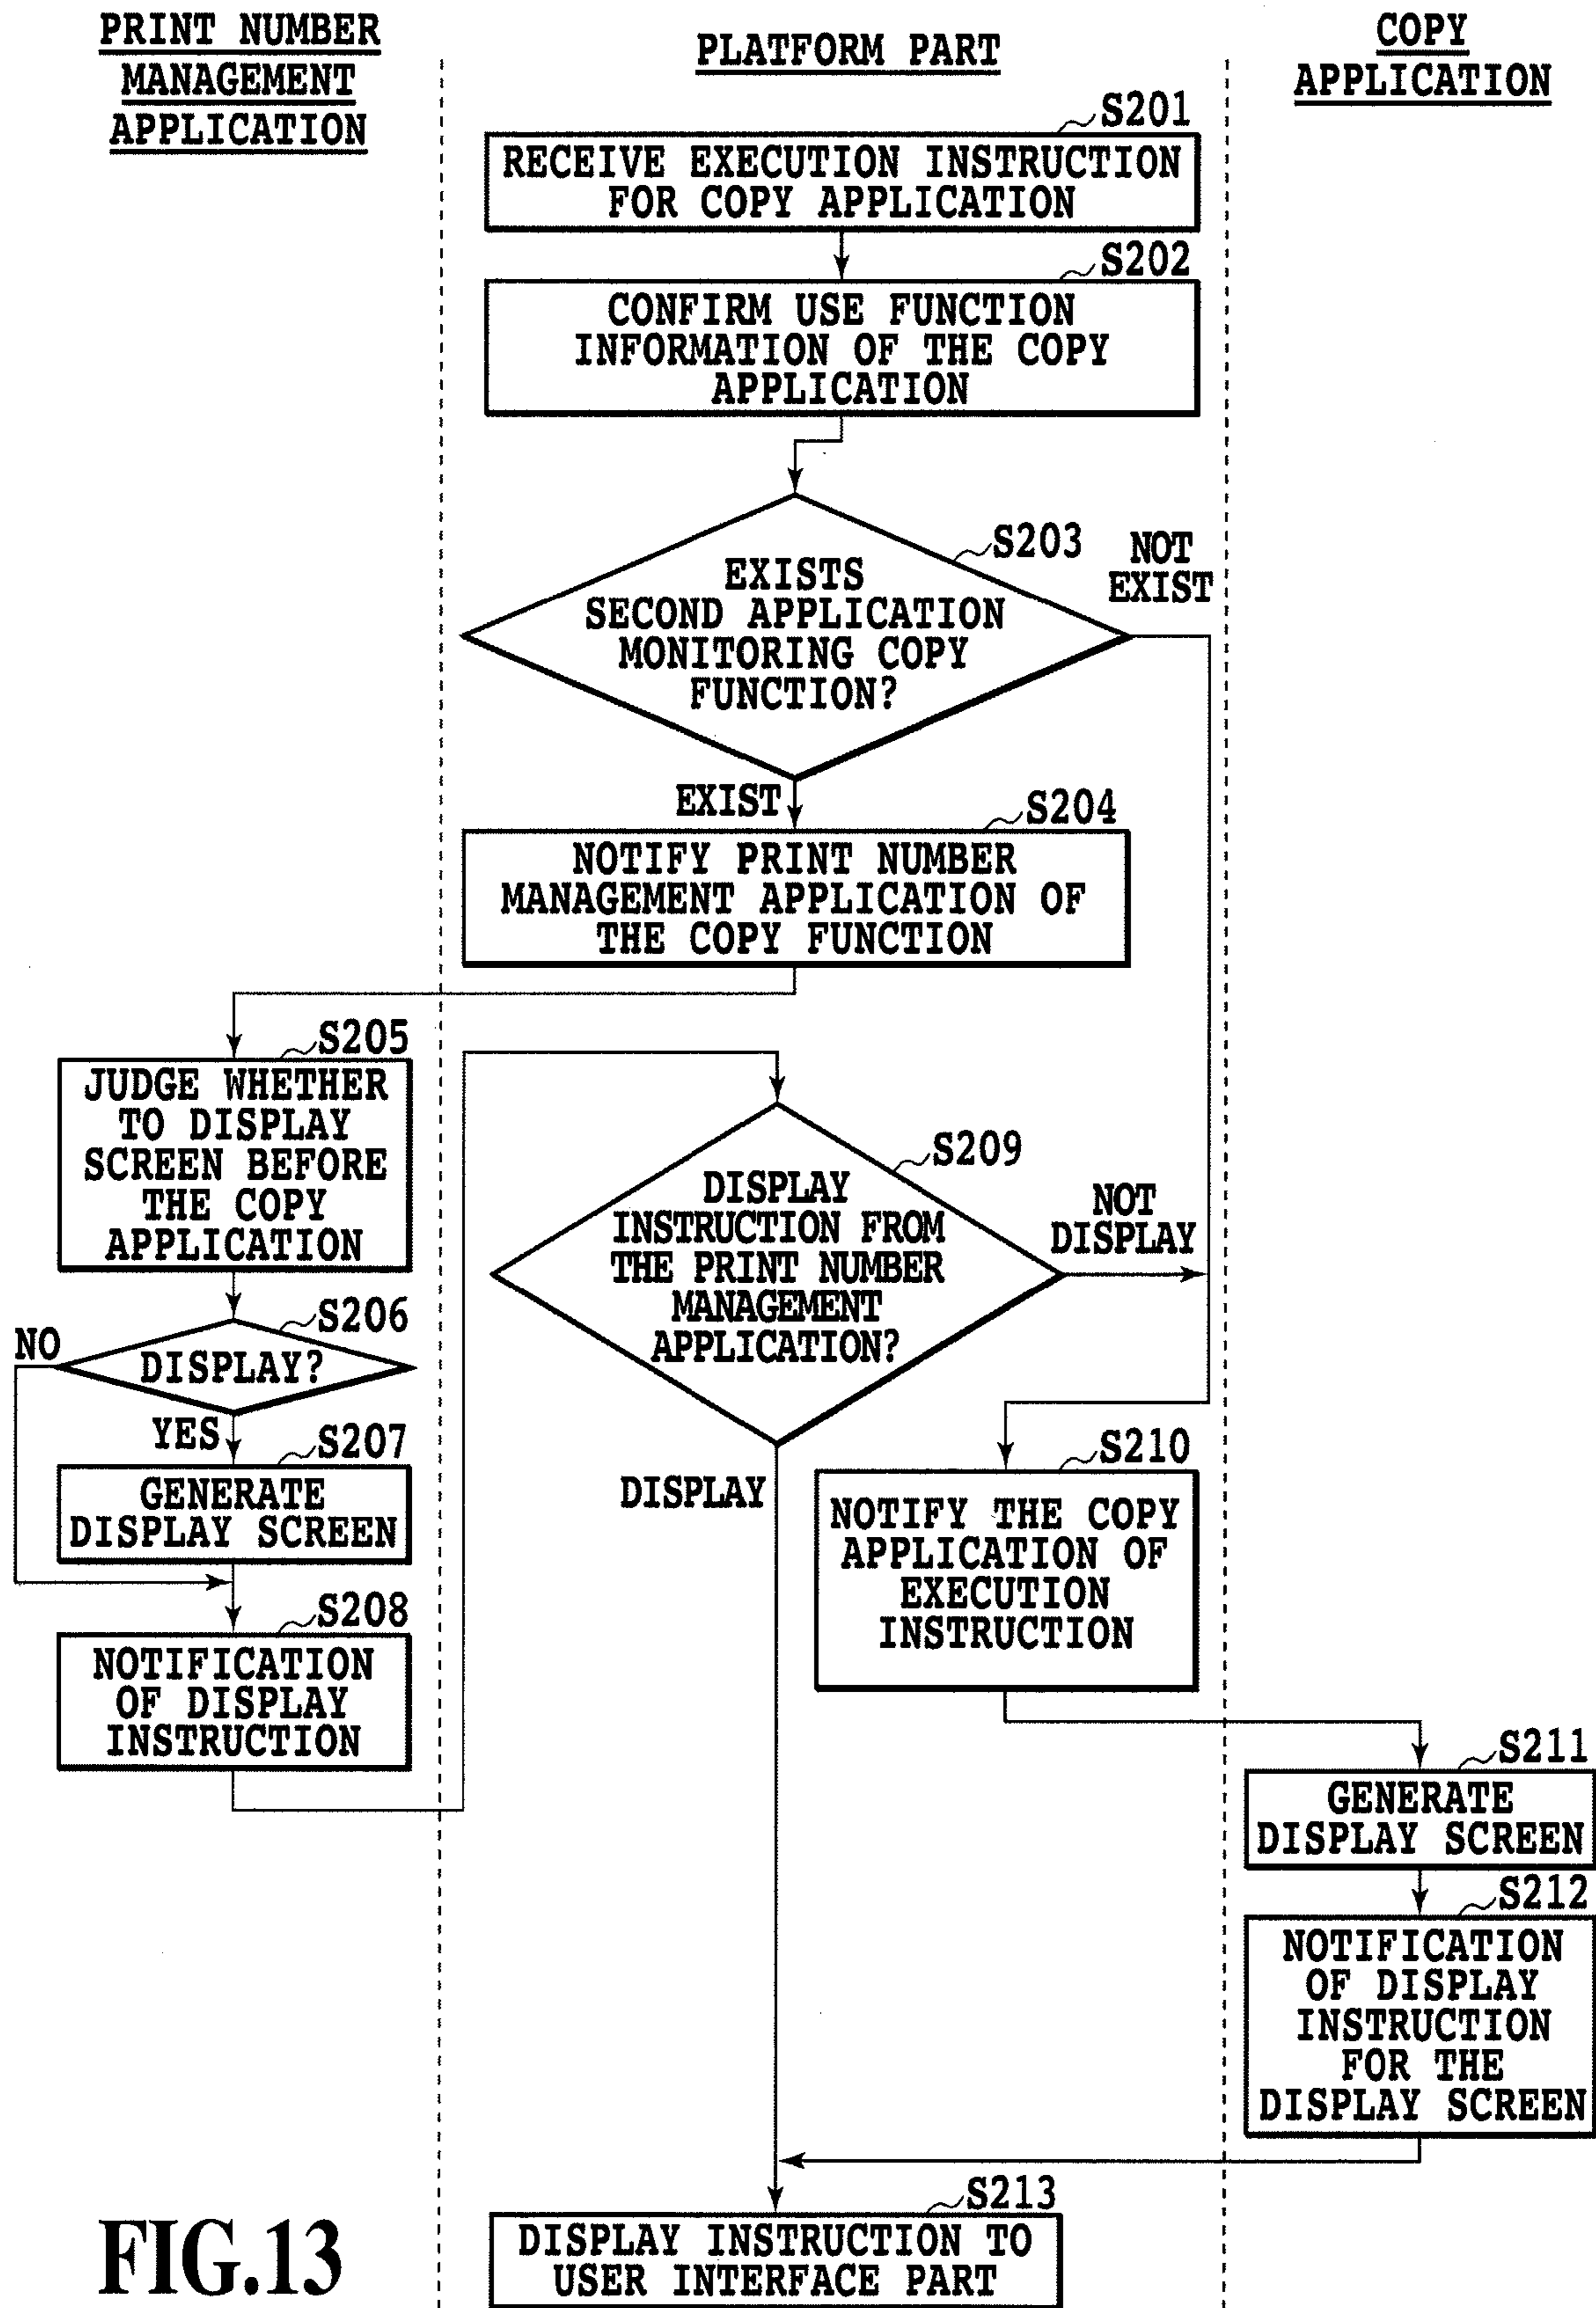 PRINT NUMBER
MANAGEMENT
APPLICATION
PLATFORM PART
COPY
APPLICATION
S201
RECEIVE EXECUTION INSTRUCTION
FOR COPY APPLICATION
S202
CONFIRM USE FUNCTION
INFORMATION OF THE COPY
APPLICATION
S203
EXISTS
SECOND APPLICATION
MONITORING COPY
FUNCTION?
NOT
EXIST
EXIST
S204
NOTIFY PRINT NUMBER
MANAGEMENT APPLICATION OF
THE COPY FUNCTION
S205
JUDGE WHETHER
TO DISPLAY
SCREEN BEFORE
THE COPY
APPLICATION
S206
DISPLAY?
NO
YES
S207
GENERATE
DISPLAY SCREEN
S208
NOTIFICATION
OF DISPLAY
INSTRUCTION
S209
DISPLAY
INSTRUCTION FROM
THE PRINT NUMBER
MANAGEMENT
APPLICATION?
NOT
DISPLAY
DISPLAY
S210
NOTIFY THE COPY
APPLICATION OF
EXECUTION
INSTRUCTION
S211
GENERATE
DISPLAY SCREEN
S212
NOTIFICATION
OF DISPLAY
INSTRUCTION
FOR THE
DISPLAY SCREEN
S213
DISPLAY INSTRUCTION TO
USER INTERFACE PART
FIG.13